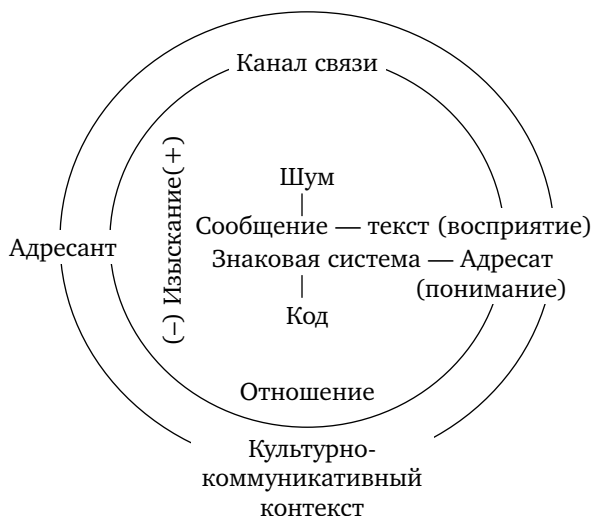 Канал связи
(−) Изыскание(+)
Шум
Сообщение — текст (восприятие)
Адресант
Знаковая система — Адресат
(понимание)
Код
Отношение
Культурно-
коммуникативный
контекст